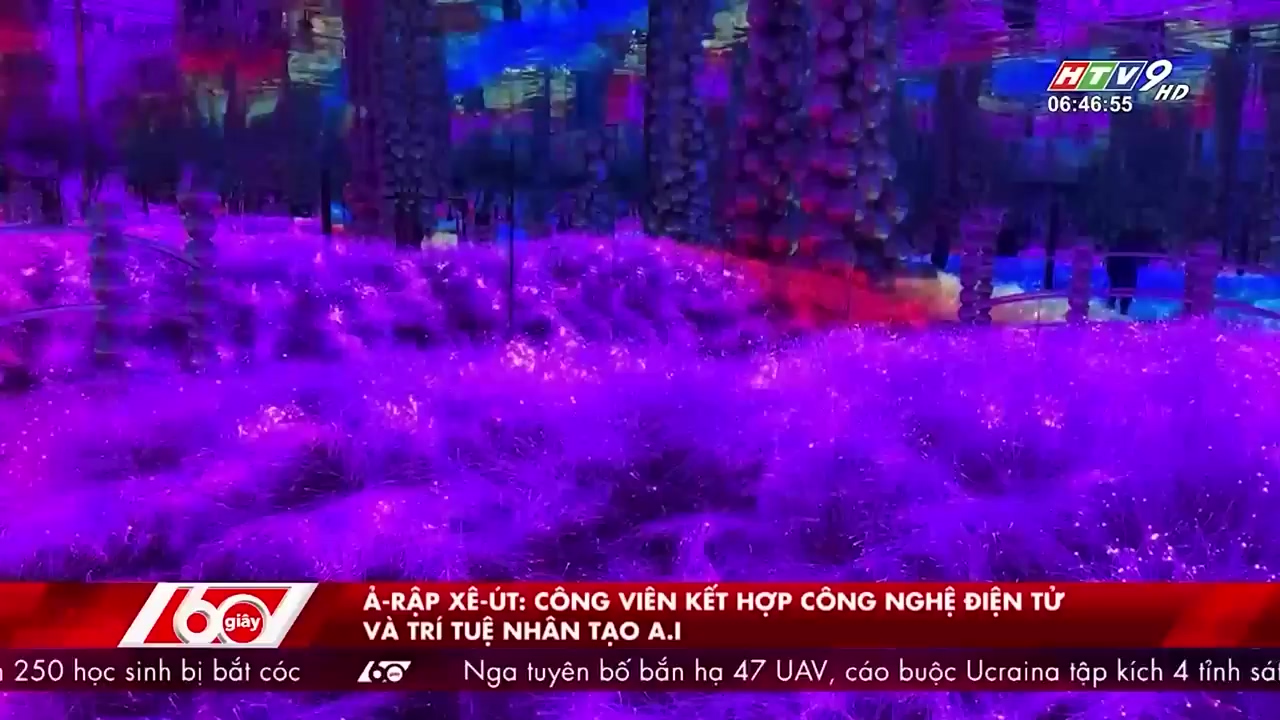 HTV9
HD
06:46:55
60 giây
Ả-RẬP XÊ-ÚT: CÔNG VIÊN KẾT HỢP CÔNG NGHỆ ĐIỆN TỬ
VÀ TRÍ TUỆ NHÂN TẠO A.I
250 học sinh bị bắt cóc
60
Nga tuyên bố bắn hạ 47 UAV, cáo buộc Ucraina tập kích 4 tỉnh